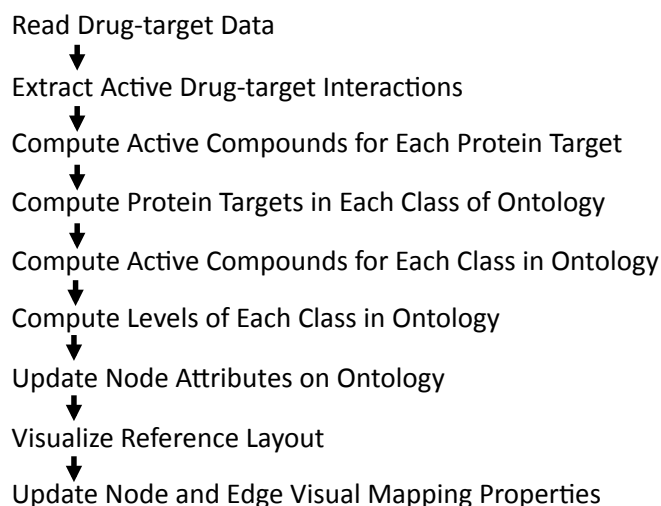 Read Drug-target Data
Extract Active Drug-target Interactions
Compute Active Compounds for Each Protein Target
Compute Protein Targets in Each Class of Ontology
Compute Active Compounds for Each Class in Ontology
Compute Levels of Each Class in Ontology
Update Node Attributes on Ontology
Visualize Reference Layout
Update Node and Edge Visual Mapping Properties